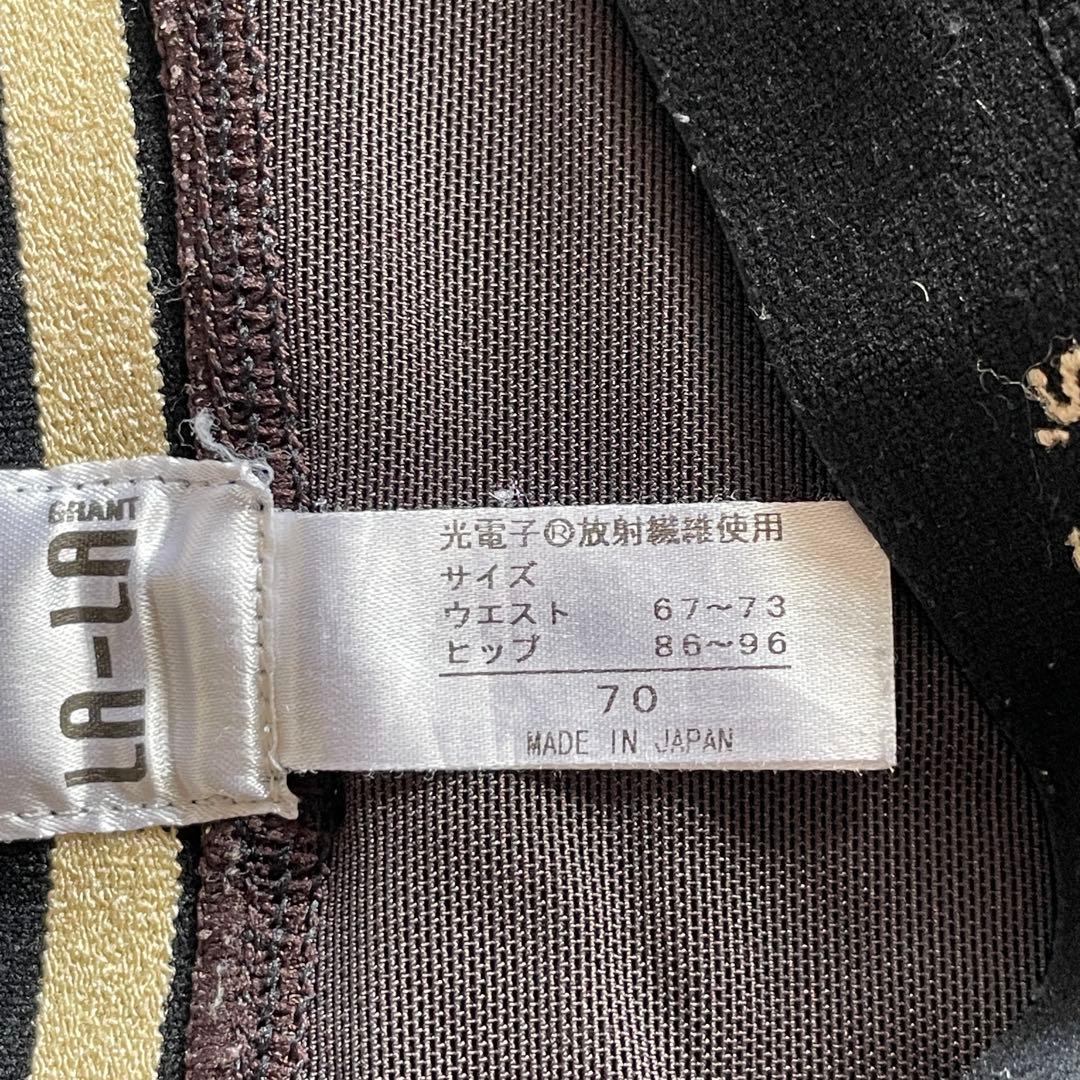 GRANT
LA-LA
光電子®放射繊維使用
サイズ
ウエスト 67〜73
ヒップ 86〜96
70
MADE IN JAPAN